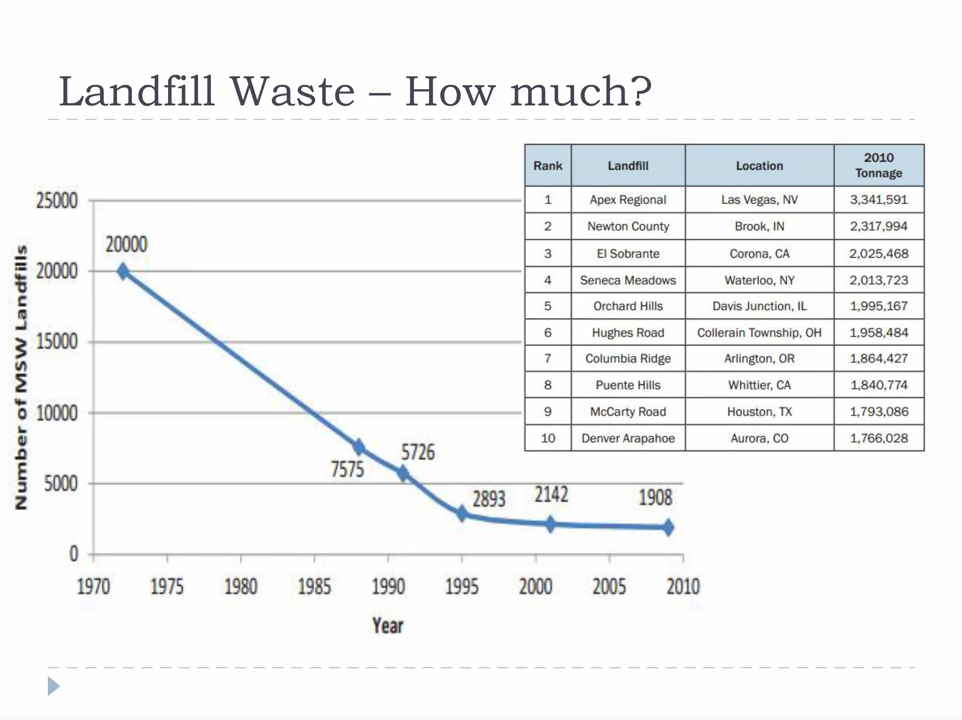 Landfill Waste – How much?
Rank Landfill Location 2010 Tonnage
1 Apex Regional Las Vegas, NV 3,341,591
2 Newton County Brook, IN 2,317,994
3 El Sobrante Corona, CA 2,025,468
4 Seneca Meadows Waterloo, NY 2,013,723
5 Orchard Hills Davis Junction, IL 1,995,167
6 Hughes Road Collerain Township, OH 1,958,484
7 Columbia Ridge Arlington, OR 1,864,427
8 Puente Hills Whittier, CA 1,840,774
9 McCarty Road Houston, TX 1,793,086
10 Denver Arapahoe Aurora, CO 1,766,028
Number of MSW Landfills
25000
20000
15000
10000
5000
0
20000
7575
5726
2893
2142
1908
1970 1975 1980 1985 1990 1995 2000 2005 2010
Year